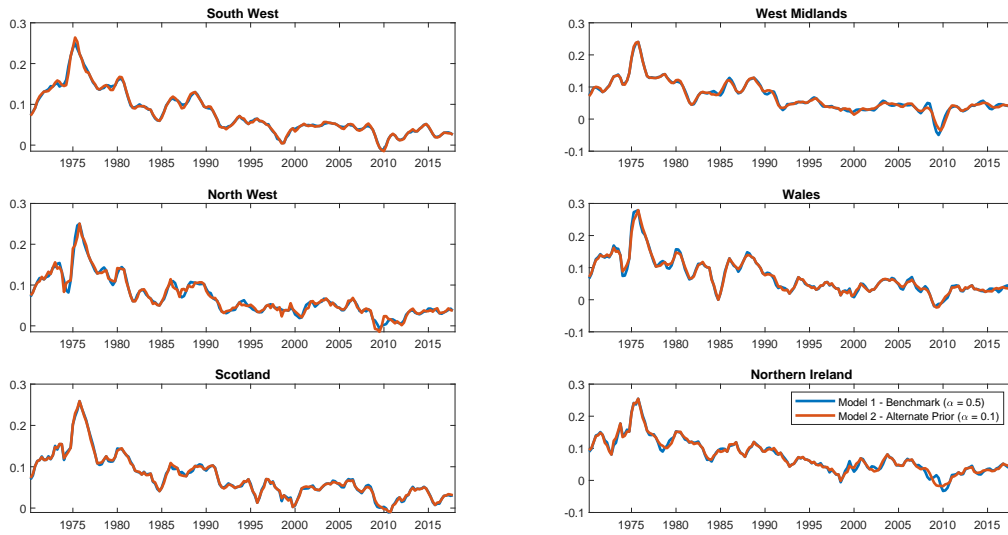 South West
0.3
0.2
0.1
0
1975 1980 1985 1990 1995 2000 2005 2010 2015
West Midlands
0.3
0.2
0.1
0
-0.1
1975 1980 1985 1990 1995 2000 2005 2010 2015
North West
0.3
0.2
0.1
0
1975 1980 1985 1990 1995 2000 2005 2010 2015
Wales
0.3
0.2
0.1
0
-0.1
1975 1980 1985 1990 1995 2000 2005 2010 2015
Scotland
0.3
0.2
0.1
0
1975 1980 1985 1990 1995 2000 2005 2010 2015
Northern Ireland
0.3
0.2
0.1
0
-0.1
Model 1 - Benchmark (α = 0.5)
Model 2 - Alternate Prior (α = 0.1)
1975 1980 1985 1990 1995 2000 2005 2010 2015